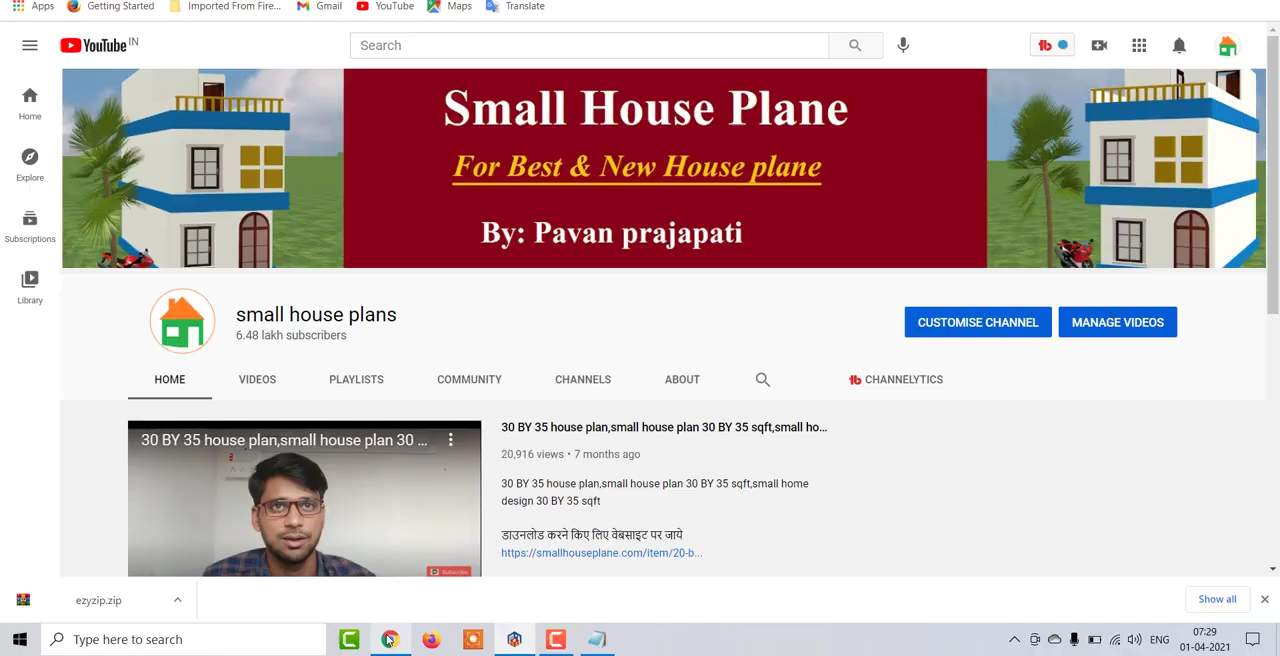 Apps Getting Started Imported From Fire... Gmail YouTube Maps Translate
YouTube IN
Search
tb
Small House Plane
For Best & New House plane
By: Pavan prajapati
Home
Explore
Subscriptions
Library
small house plans
6.48 lakh subscribers
CUSTOMISE CHANNEL MANAGE VIDEOS
HOME VIDEOS PLAYLISTS COMMUNITY CHANNELS ABOUT tb CHANNELYTICS
30 BY 35 house plan,small house plan 30 ...
Subscribe
30 BY 35 house plan,small house plan 30 BY 35 sqft,small ho...
20,916 views • 7 months ago
30 BY 35 house plan,small house plan 30 BY 35 sqft,small home
design 30 BY 35 sqft
डाउनलोड करने किए लिए वेबसाइट पर जाये
https://smallhouseplane.com/item/20-b...
ezyzip.zip
Show all
Type here to search
ENG
07:29
01-04-2021